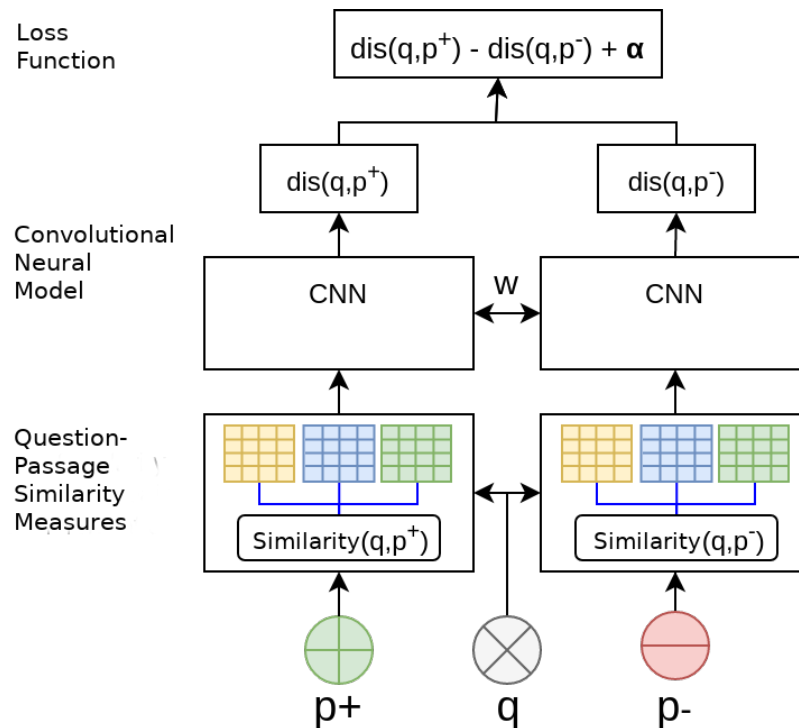 Loss
Function
dis(q,p⁺) - dis(q,p⁻) + α
dis(q,p⁺)
dis(q,p⁻)
Convolutional
Neural
Model
CNN
w
CNN
Question-
Passage
Similarity
Measures
Similarity(q,p⁺)
Similarity(q,p⁻)
p+
q
p-